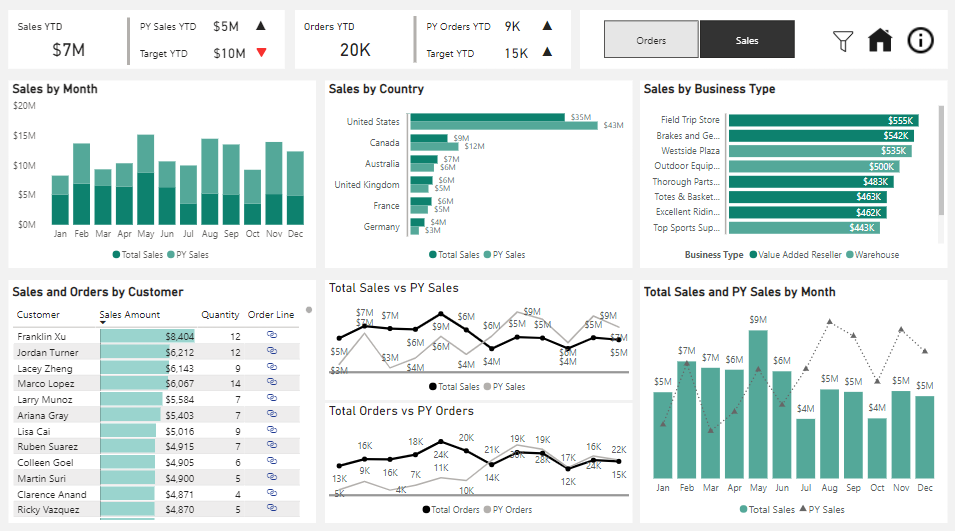 Sales YTD
$7M
PY Sales YTD $5M
Target YTD $10M
Orders YTD
20K
PY Orders YTD 9K
Target YTD 15K
Orders
Sales
Sales by Month
$20M
$15M
$10M
$5M
$0M
Jan Feb Mar Apr May Jun Jul Aug Sep Oct Nov Dec
Total Sales PY Sales
Sales by Country
United States $35M
$43M
Canada $9M
$12M
Australia $7M
$6M
United Kingdom $6M
$5M
France $6M
$5M
Germany $4M
$3M
Total Sales PY Sales
Sales by Business Type
Field Trip Store $555K
Brakes and Ge... $542K
Westside Plaza $535K
Outdoor Equip... $500K
Thorough Parts... $483K
Totes & Basket... $463K
Excellent Ridin... $462K
Top Sports Sup... $443K
Business Type Value Added Reseller Warehouse
Sales and Orders by Customer
Customer Sales Amount Quantity Order Line
Franklin Xu $8,404 12
Jordan Turner $6,212 12
Lacey Zheng $6,143 9
Marco Lopez $6,067 14
Larry Munoz $5,584 7
Ariana Gray $5,403 7
Lisa Cai $5,016 9
Ruben Suarez $4,915 7
Colleen Goel $4,905 6
Martin Suri $4,900 5
Clarence Anand $4,871 4
Ricky Vazquez $4,870 5
Total Sales vs PY Sales
$7M $7M $9M $6M $6M $9M $9M
$7M $5M $5M
$5M $3M $6M $6M $4M $6M $5M
$3M $4M $4M $4M
Total Sales PY Sales
Total Orders vs PY Orders
16K 18K 20K 21K 19K 19K 17K 16K 22K
13K 9K 16K 7K 24K 14K 28K 24K 15K
5K 4K 11K 10K 12K
Total Orders PY Orders
Total Sales and PY Sales by Month
$5M $7M $7M $6M $9M $6M $4M $5M $5M $4M $5M $5M
Jan Feb Mar Apr May Jun Jul Aug Sep Oct Nov Dec
Total Sales PY Sales